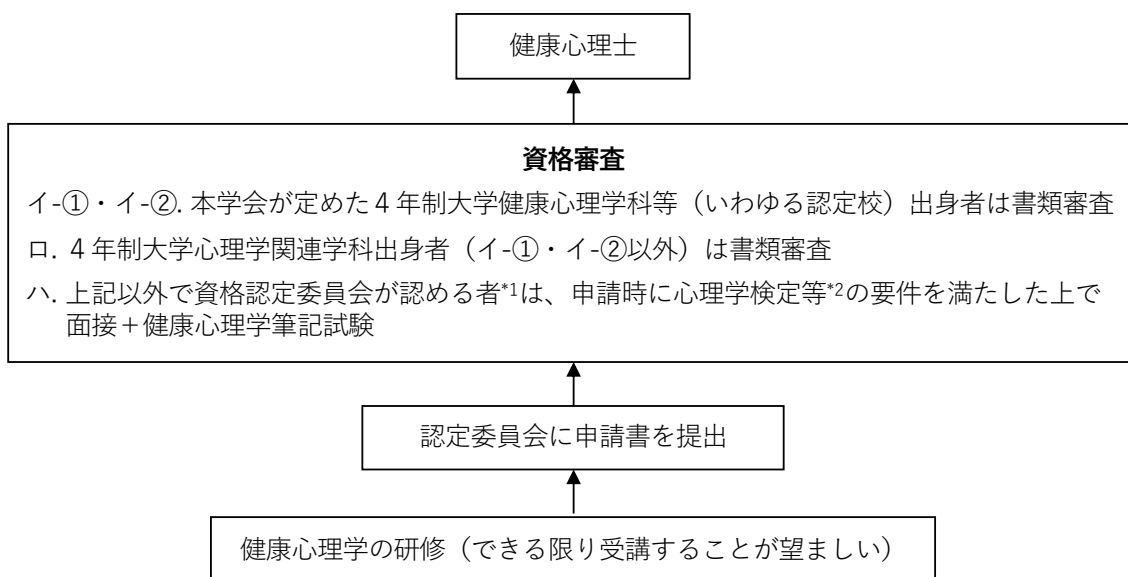 健康心理士
資格審査
イ-①・イ-②. 本学会が定めた4年制大学健康心理学科等（いわゆる認定校）出身者は書類審査
ロ. 4年制大学心理学関連学科出身者（イ-①・イ-②以外）は書類審査
ハ. 上記以外で資格認定委員会が認める者*1は、申請時に心理学検定等*2の要件を満たした上で
面接＋健康心理学筆記試験
認定委員会に申請書を提出
健康心理学の研修（できる限り受講することが望ましい）